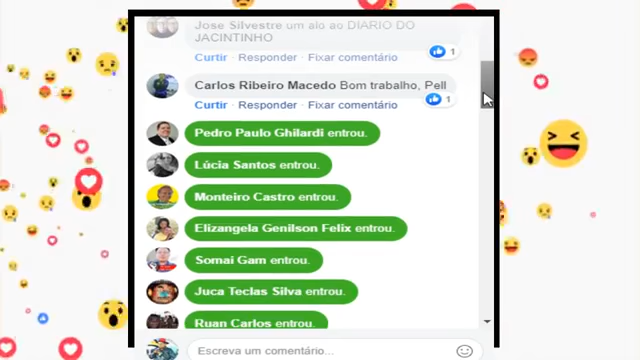 Jose Silvestre um alo ao DIARIO DO
JACINTINHO
Curtir · Responder · Fixar comentário 1
Carlos Ribeiro Macedo Bom trabalho, Pell
Curtir · Responder · Fixar comentário 1
Pedro Paulo Ghilardi entrou.
Lúcia Santos entrou.
Monteiro Castro entrou.
Elizangela Genilson Felix entrou.
Somai Gam entrou.
Juca Teclas Silva entrou.
Ruan Carlos entrou.
Escreva um comentário...